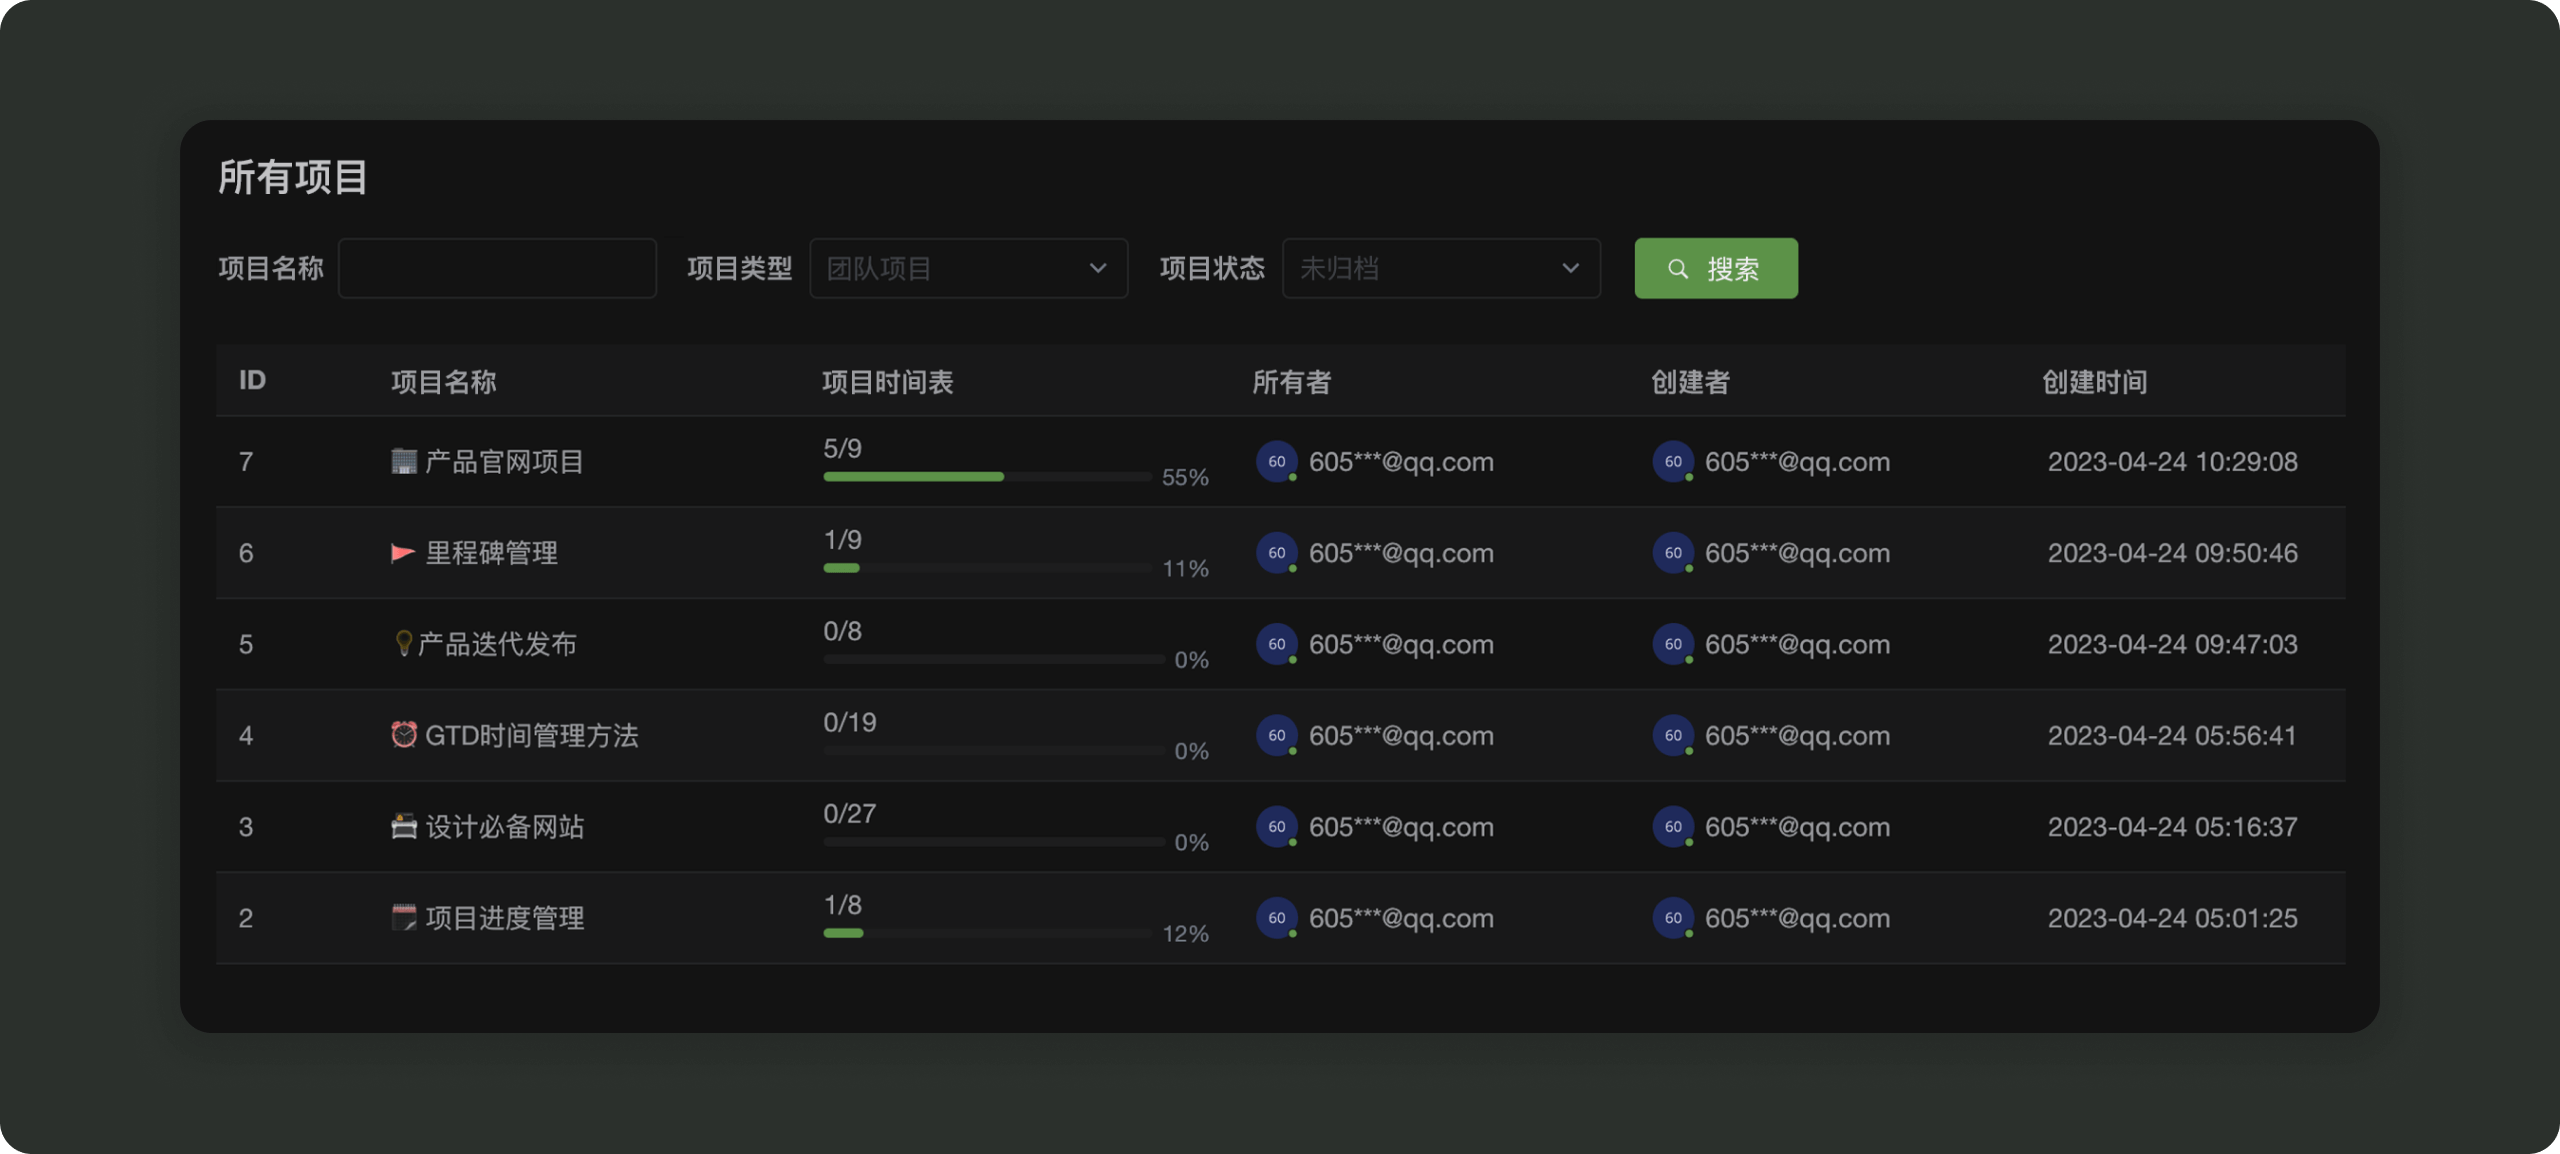 所有项目
项目名称 项目类型 团队项目 项目状态 未归档 搜索
ID 项目名称 项目时间表 所有者 创建者 创建时间
7 产品官网项目 5/9 55% 60 605***@qq.com 60 605***@qq.com 2023-04-24 10:29:08
6 里程碑管理 1/9 11% 60 605***@qq.com 60 605***@qq.com 2023-04-24 09:50:46
5 产品迭代发布 0/8 0% 60 605***@qq.com 60 605***@qq.com 2023-04-24 09:47:03
4 GTD时间管理方法 0/19 0% 60 605***@qq.com 60 605***@qq.com 2023-04-24 05:56:41
3 设计必备网站 0/27 0% 60 605***@qq.com 60 605***@qq.com 2023-04-24 05:16:37
2 项目进度管理 1/8 12% 60 605***@qq.com 60 605***@qq.com 2023-04-24 05:01:25